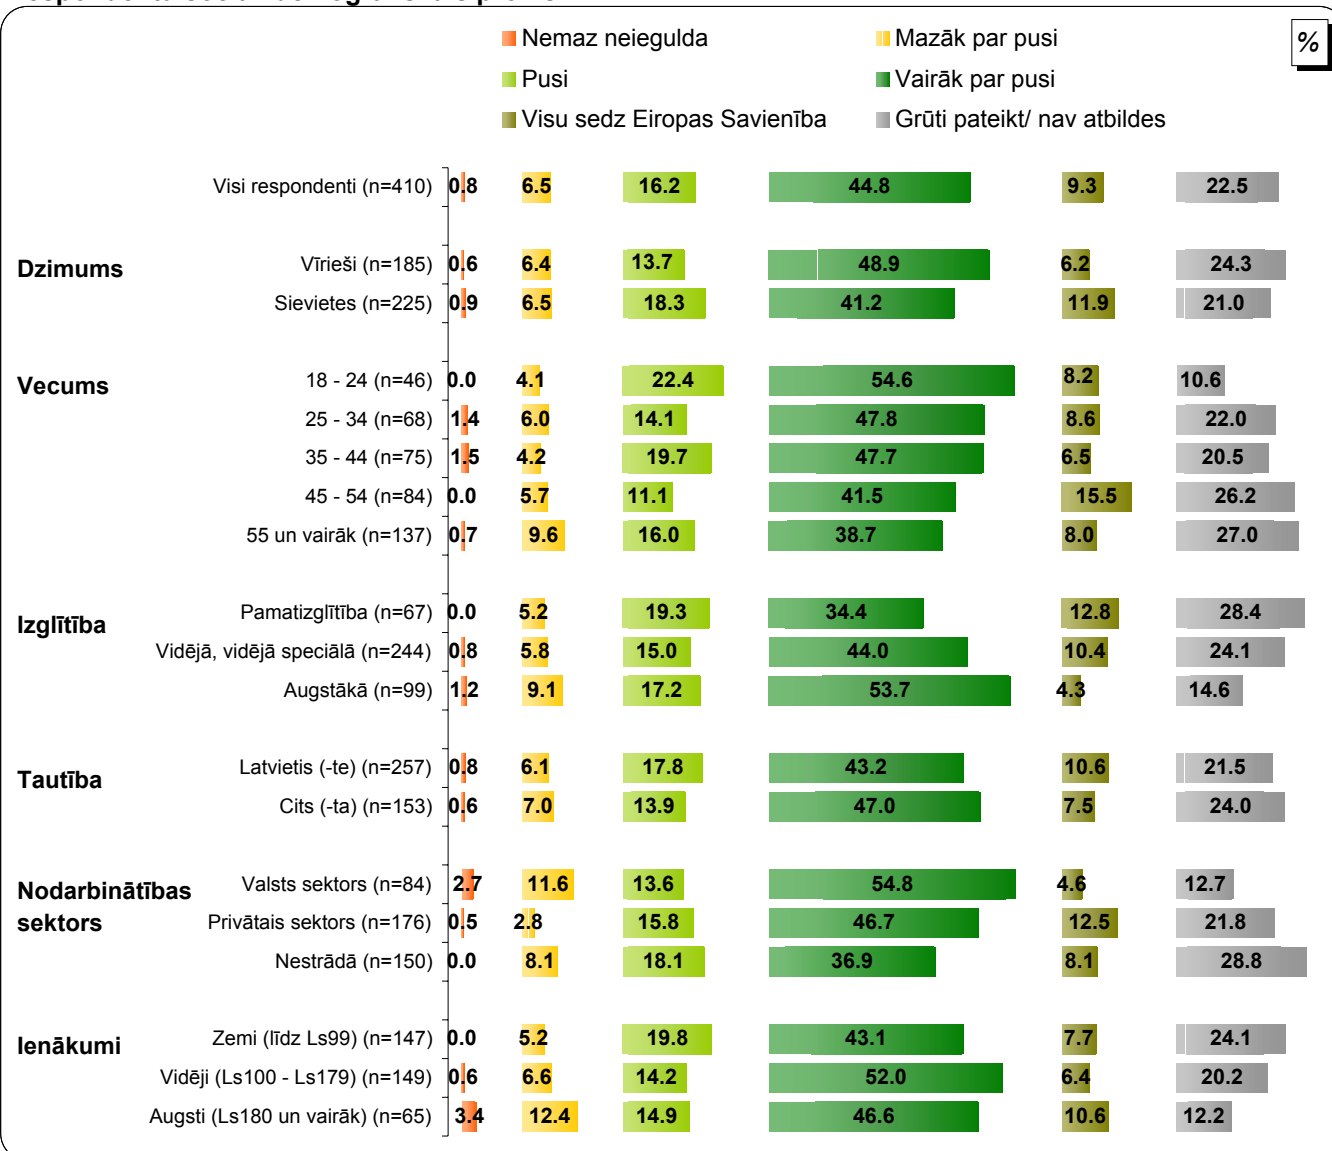 Nemaz neiegulda
Mazāk par pusi
%
Pusi
Vairāk par pusi
Visu sedz Eiropas Savienība
Grūti pateikt/ nav atbildes
Visi respondenti (n=410) 0.8 6.5 16.2 44.8 9.3 22.5
Dzimums
Vīrieši (n=185) 0.6 6.4 13.7 48.9 6.2 24.3
Sievietes (n=225) 0.9 6.5 18.3 41.2 11.9 21.0
Vecums
18 - 24 (n=46) 0.0 4.1 22.4 54.6 8.2 10.6
25 - 34 (n=68) 1.4 6.0 14.1 47.8 8.6 22.0
35 - 44 (n=75) 1.5 4.2 19.7 47.7 6.5 20.5
45 - 54 (n=84) 0.0 5.7 11.1 41.5 15.5 26.2
55 un vairāk (n=137) 0.7 9.6 16.0 38.7 8.0 27.0
Izglītība
Pamatizglītība (n=67) 0.0 5.2 19.3 34.4 12.8 28.4
Vidējā, vidējā speciālā (n=244) 0.8 5.8 15.0 44.0 10.4 24.1
Augstākā (n=99) 1.2 9.1 17.2 53.7 4.3 14.6
Tautība
Latvietis (-te) (n=257) 0.8 6.1 17.8 43.2 10.6 21.5
Cits (-ta) (n=153) 0.6 7.0 13.9 47.0 7.5 24.0
Nodarbinātības
sektors
Valsts sektors (n=84) 2.7 11.6 13.6 54.8 4.6 12.7
Privātais sektors (n=176) 0.5 2.8 15.8 46.7 12.5 21.8
Nestrādā (n=150) 0.0 8.1 18.1 36.9 8.1 28.8
Ienākumi
Zemi (līdz Ls99) (n=147) 0.0 5.2 19.8 43.1 7.7 24.1
Vidēji (Ls100 - Ls179) (n=149) 0.6 6.6 14.2 52.0 6.4 20.2
Augsti (Ls180 un vairāk) (n=65) 3.4 12.4 14.9 46.6 10.6 12.2